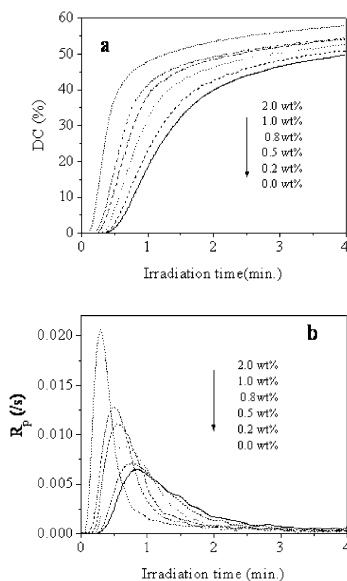 60
a
50
40
30
20
10
0
DC (%)
2.0 wt%
1.0 wt%
0.8wt%
0.5 wt%
0.2 wt%
0.0 wt%
0 1 2 3 4
Irradiation time(min.)
b
0.020
0.015
0.010
0.005
0.000
Rp (/s)
2.0 wt%
1.0 wt%
0.8 wt%
0.5 wt%
0.2 wt%
0.0 wt%
0 1 2 3 4
Irradiation time (min.)